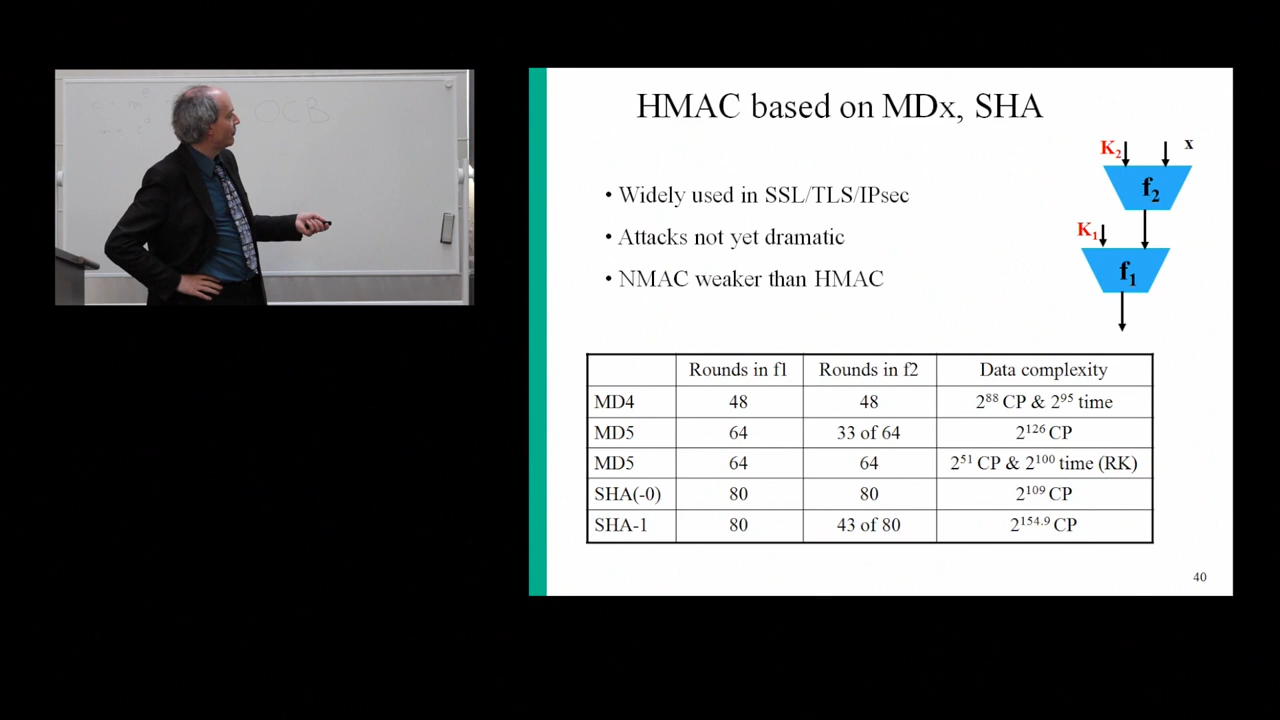 OCB
HMAC based on MDx, SHA
K2 x
f2
K1
f1
• Widely used in SSL/TLS/IPsec
• Attacks not yet dramatic
• NMAC weaker than HMAC
Rounds in f1 Rounds in f2 Data complexity
MD4 48 48 2^88 CP & 2^95 time
MD5 64 33 of 64 2^126 CP
MD5 64 64 2^51 CP & 2^100 time (RK)
SHA(-0) 80 80 2^109 CP
SHA-1 80 43 of 80 2^154.9 CP
40